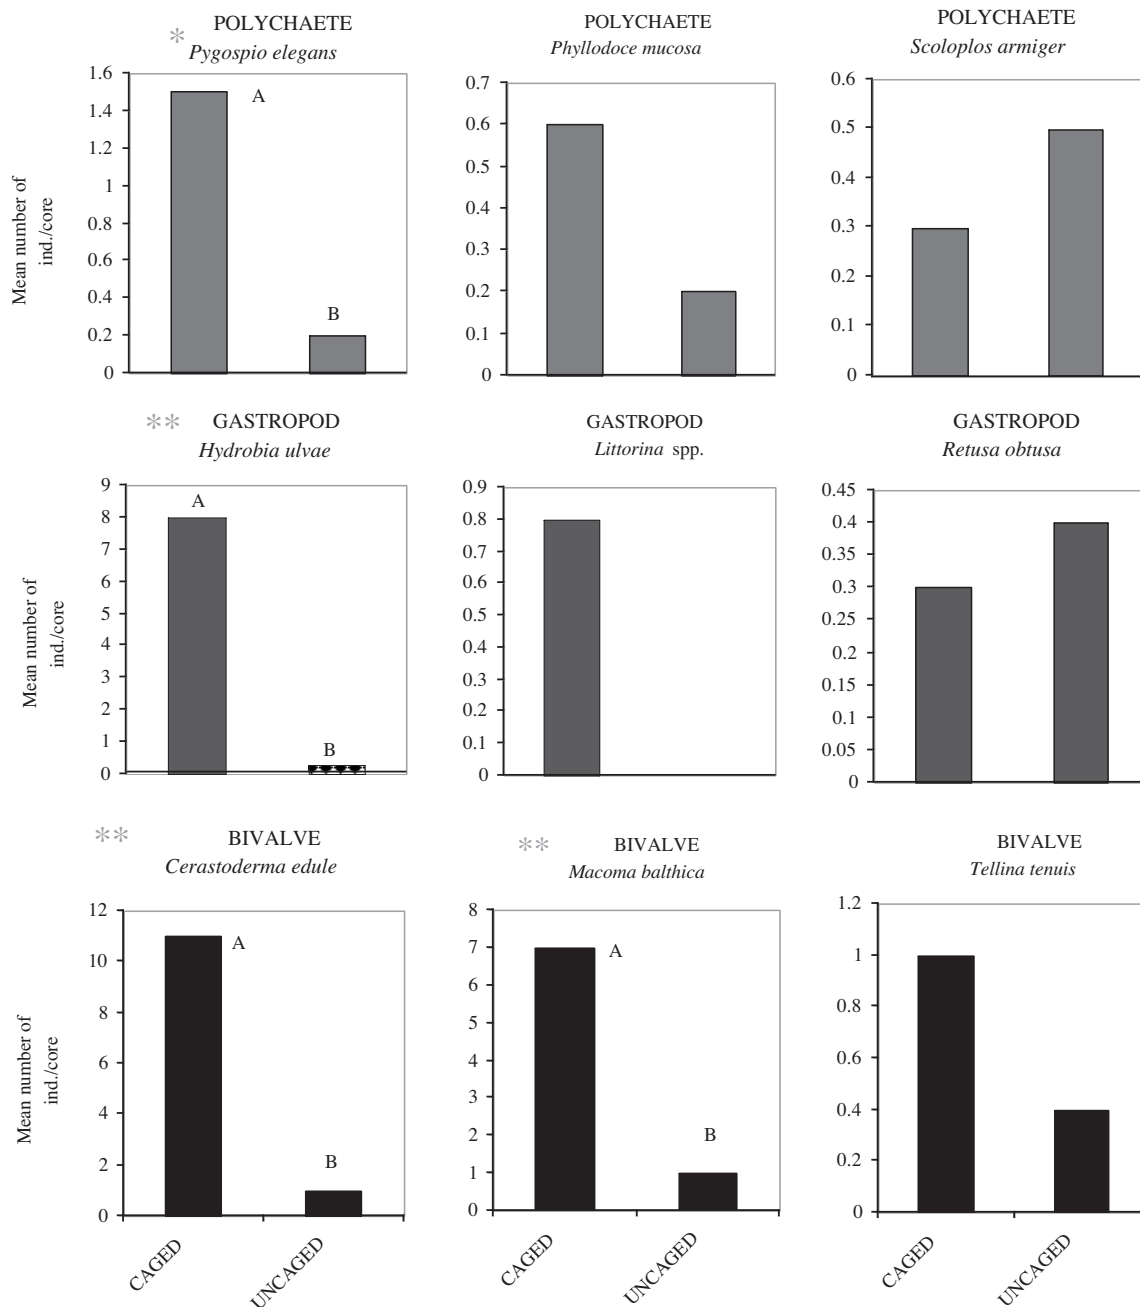 POLYCHAETE
* Pygospio elegans
POLYCHAETE
Phyllodoce mucosa
POLYCHAETE
Scoloplos armiger
Mean number of
ind./core
1.6
1.4
1.2
1
0.8
0.6
0.4
0.2
0
A
B
0.7
0.6
0.5
0.4
0.3
0.2
0.1
0
0.6
0.5
0.4
0.3
0.2
0.1
0
** GASTROPOD
Hydrobia ulvae
GASTROPOD
Littorina spp.
GASTROPOD
Retusa obtusa
Mean number of
ind./core
9
8
7
6
5
4
3
2
1
0
A
B
0.9
0.8
0.7
0.6
0.5
0.4
0.3
0.2
0.1
0
0.45
0.4
0.35
0.3
0.25
0.2
0.15
0.1
0.05
0
** BIVALVE
Cerastoderma edule
** BIVALVE
Macoma balthica
BIVALVE
Tellina tenuis
Mean number of
ind./core
12
10
8
6
4
2
0
A
B
CAGED
UNCAGED
8
7
6
5
4
3
2
1
0
A
B
CAGED
UNCAGED
1.2
1
0.8
0.6
0.4
0.2
0
CAGED
UNCAGED